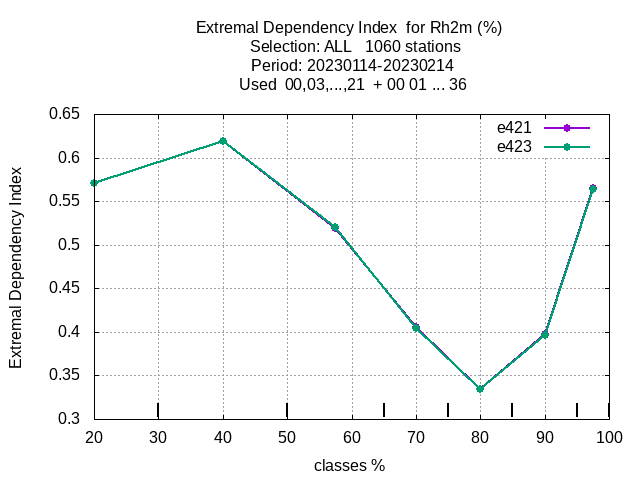 Extremal Dependency Index  for Rh2m (%)
Selection: ALL   1060 stations
Period: 20230114-20230214
Used  00,03,...,21  + 00 01 ... 36
e421
e423
Extremal Dependency Index
0.65
0.6
0.55
0.5
0.45
0.4
0.35
0.3
20 30 40 50 60 70 80 90 100
classes %